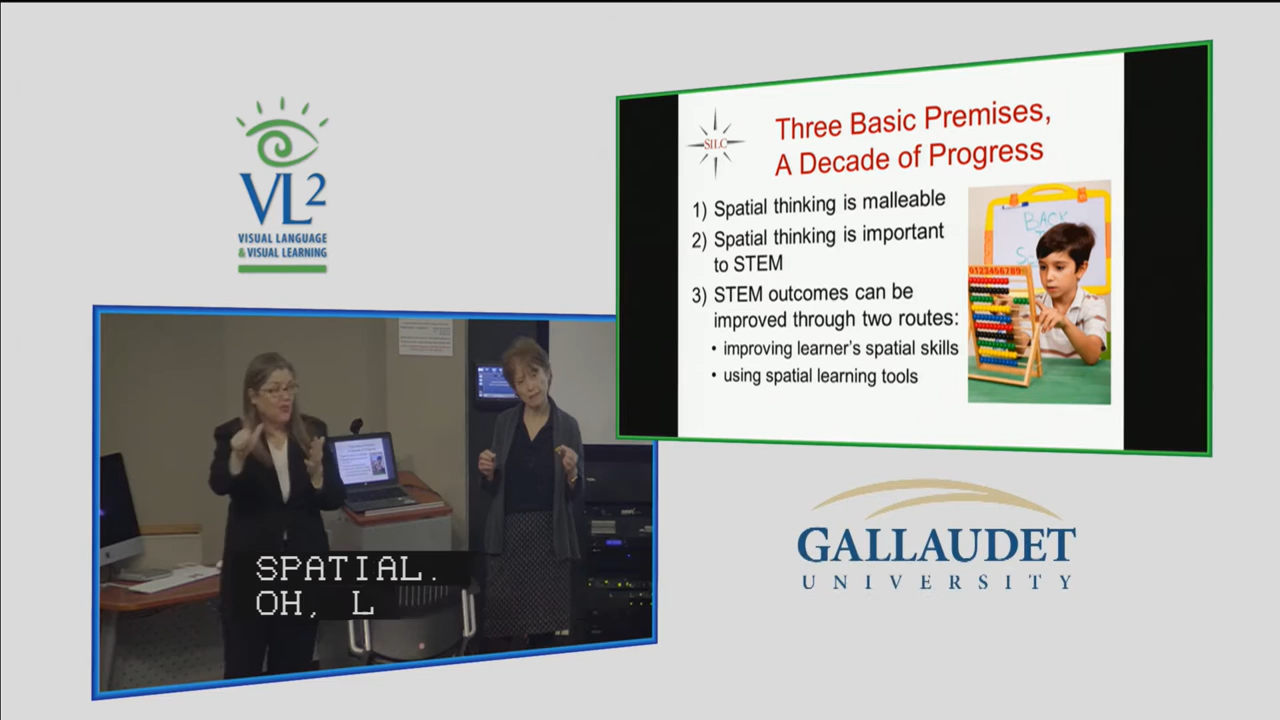 VL2
VISUAL LANGUAGE
& VISUAL LEARNING
SILC
Three Basic Premises,
A Decade of Progress
1) Spatial thinking is malleable
2) Spatial thinking is important
to STEM
3) STEM outcomes can be
improved through two routes:
• improving learner's spatial skills
• using spatial learning tools
BACK
0123456789
SPATIAL.
OH, L
GALLAUDET
UNIVERSITY